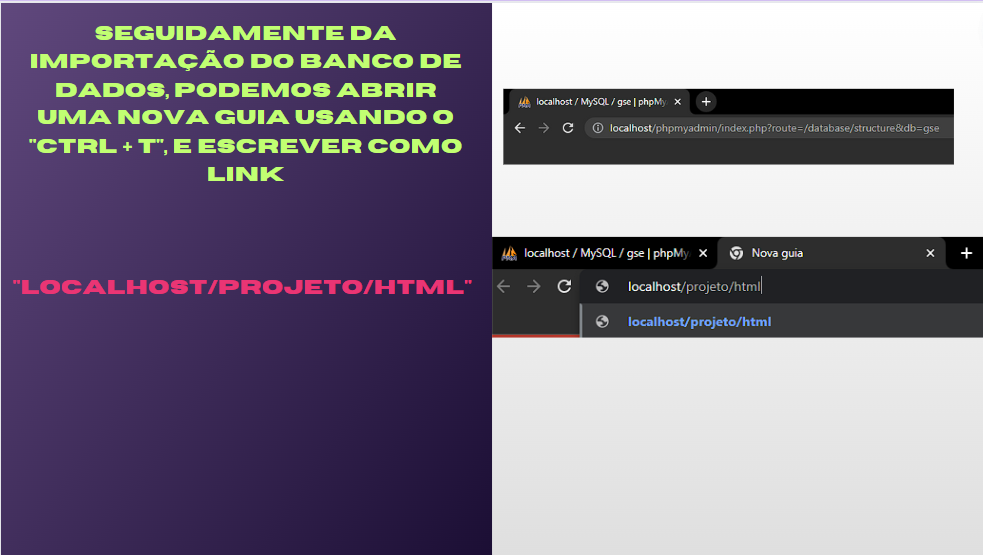 SEGUIDAMENTE DA
IMPORTAÇÃO DO BANCO DE
DADOS, PODEMOS ABRIR
UMA NOVA GUIA USANDO O
"CTRL + T", E ESCREVER COMO
LINK
"LOCALHOST/PROJETO/HTML"
localhost / MySQL / gse | phpMy
localhost/phpmyadmin/index.php?route=/database/structure&db=gse
localhost / MySQL / gse | phpMy
Nova guia
localhost/projeto/html
localhost/projeto/html